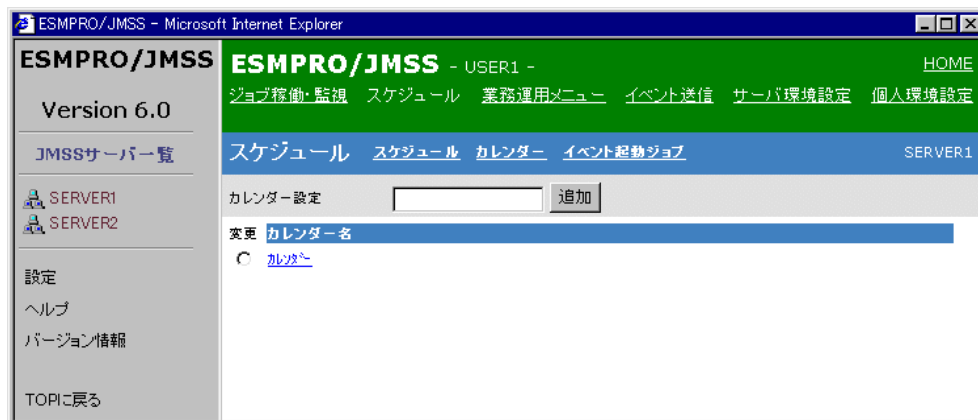 ESMPRO/JMSS - Microsoft Internet Explorer
ESMPRO/JMSS
Version 6.0
JMSSサーバー覧
SERVER1
SERVER2
設定
ヘルプ
バージョン情報
TOPに戻る
ESMPRO/JMSS - USER1 - HOME
ジョブ稼働・監視 スケジュール 業務運用メニュー イベント送信 サーバ環境設定 個人環境設定
スケジュール スケジュール カレンダー イベント起動ジョブ SERVER1
カレンダー設定 追加
変更 カレンダー名
カレンダー